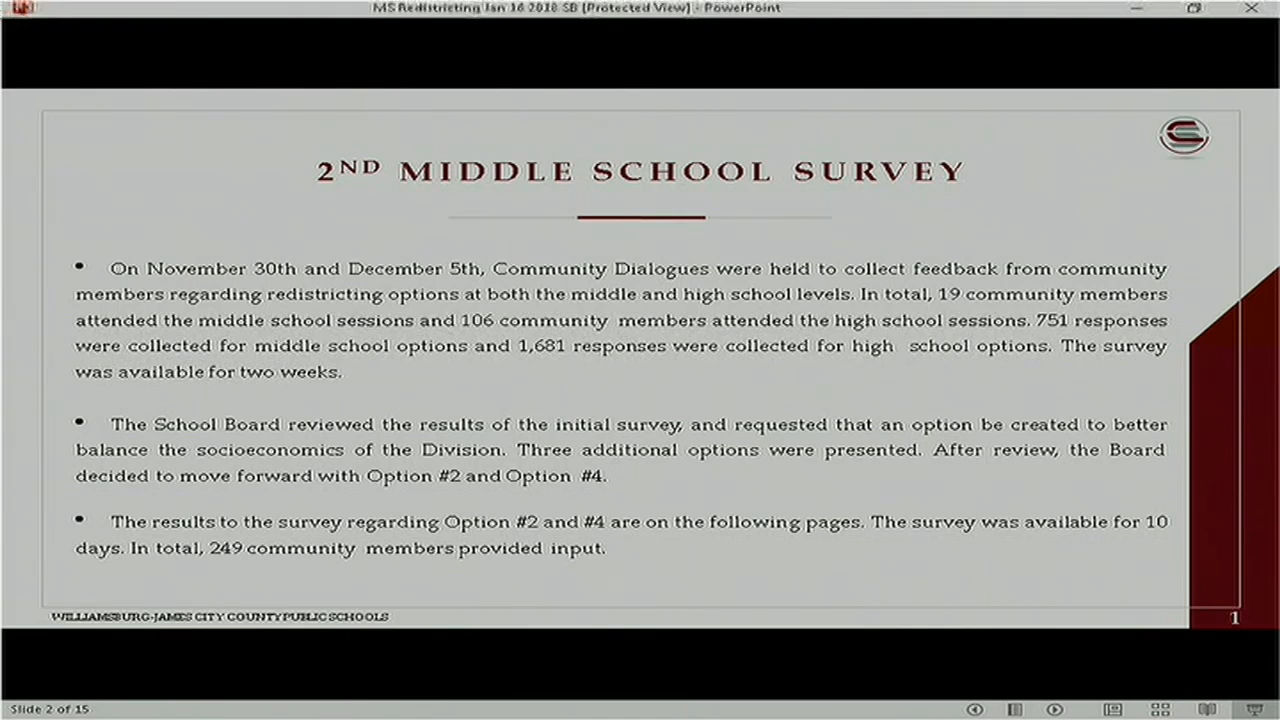 MS Redistricting Jan 16 2018 SB [Protected View] - PowerPoint
2ND MIDDLE SCHOOL SURVEY
• On November 30th and December 5th, Community Dialogues were held to collect feedback from community
members regarding redistricting options at both the middle and high school levels. In total, 19 community members
attended the middle school sessions and 106 community members attended the high school sessions. 751 responses
were collected for middle school options and 1,681 responses were collected for high school options. The survey
was available for two weeks.
• The School Board reviewed the results of the initial survey, and requested that an option be created to better
balance the socioeconomics of the Division. Three additional options were presented. After review, the Board
decided to move forward with Option #2 and Option #4.
• The results to the survey regarding Option #2 and #4 are on the following pages. The survey was available for 10
days. In total, 249 community members provided input.
WILLIAMSBURG-JAMES CITY COUNTY PUBLIC SCHOOLS
1
Slide 2 of 15